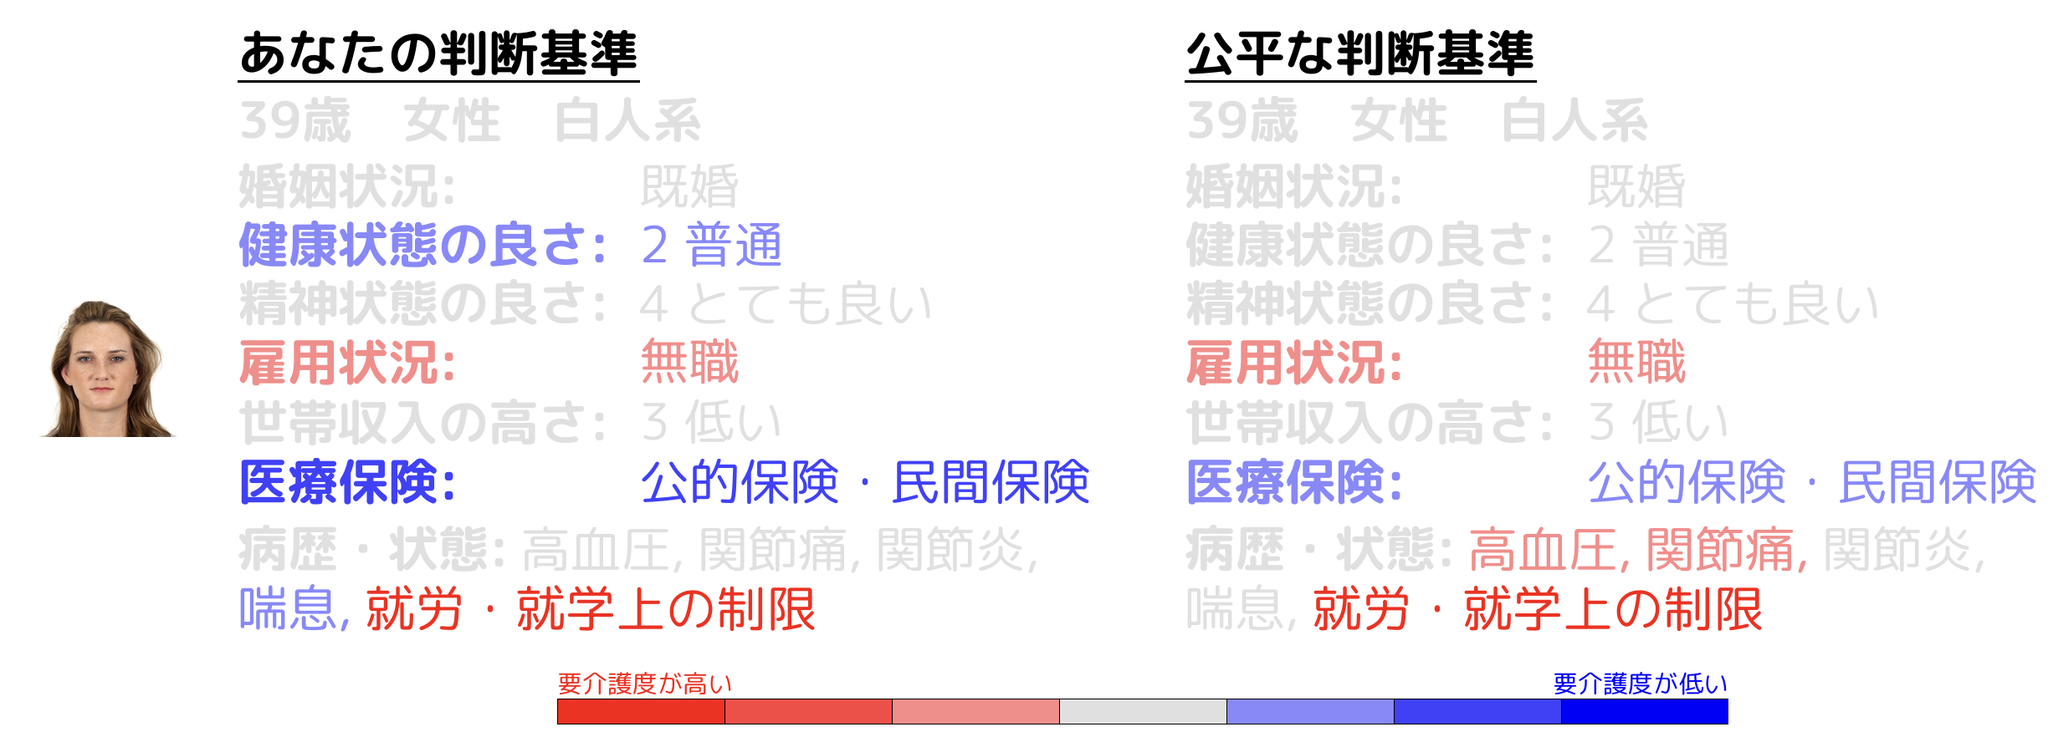 あなたの判断基準
39歳　女性　白人系
婚姻状況: 既婚
健康状態の良さ: 2 普通
精神状態の良さ: 4 とても良い
雇用状況: 無職
世帯収入の高さ: 3 低い
医療保険: 公的保険・民間保険
病歴・状態: 高血圧, 関節痛, 関節炎,
喘息, 就労・就学上の制限
公平な判断基準
39歳　女性　白人系
婚姻状況: 既婚
健康状態の良さ: 2 普通
精神状態の良さ: 4 とても良い
雇用状況: 無職
世帯収入の高さ: 3 低い
医療保険: 公的保険・民間保険
病歴・状態: 高血圧, 関節痛, 関節炎,
喘息, 就労・就学上の制限
要介護度が高い
要介護度が低い